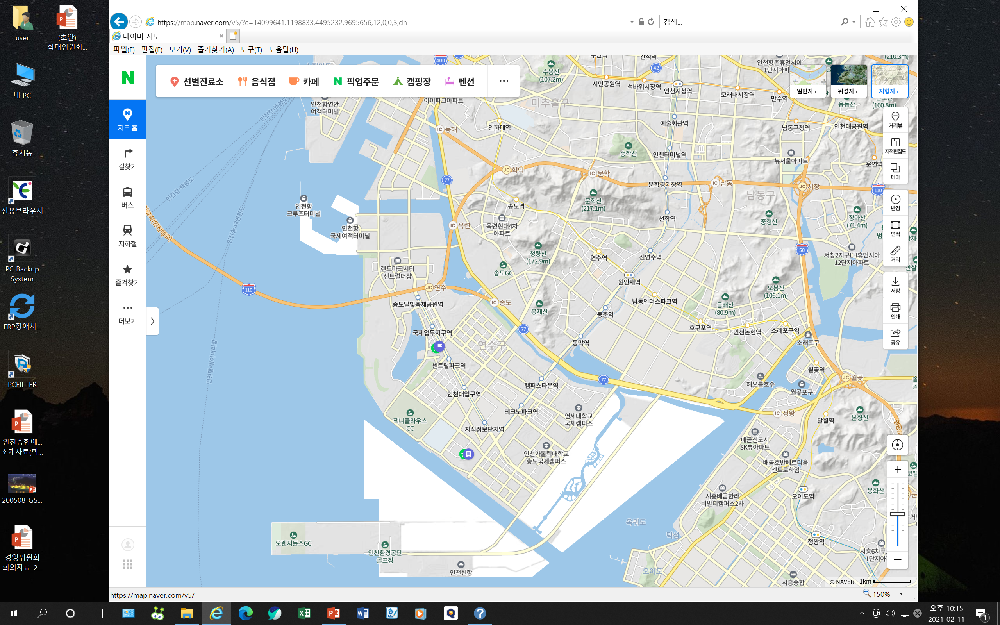 user
(초안)
확대임원회...
내 PC
휴지통
전용브라우저
PC Backup
System
ERP장애시...
PCFILTER
인천종합에...
소개자료(회...
200508_GS...
경영위원회
회의자료_2...
https://map.naver.com/v5/?c=14099641.1198833,4495232.9695656,12,0,0,3,dh
검색...
네이버 지도
파일(F) 편집(E) 보기(V) 즐겨찾기(A) 도구(T) 도움말(H)
지도 홈
길찾기
버스
지하철
즐겨찾기
더보기
선별진료소 음식점 카페 픽업주문 캠핑장 펜션
일반지도
위성지도
지형지도
거리뷰
지적편집도
테마
반경
면적
거리
저장
인쇄
공유
400
수봉산
(107.2m)
42
간석역
시민공원역
석바위시장역
인천시청역
인천향촌휴먼시아
1단지아파
(210.3m)
모래내시장역
만수역
용등산
(160.8m)
인천항연안
여객터미널
아이파크아파트
미추홀구
인천항-백령도
IC 능해
인하대역
예술회관역
남동구청역
인천대공원역
승학산
인천터미널역
뉴서울아파트
운연역
JC 학익
IC 문학
문학경기장역
IC 남동
JC 서창
110
77
남동구
인천항-백령도
인천항
크루즈터미널
송도역
문학산
(217.1m)
선학역
중경산
장아산
(71.4m)
인천항-대연평도
고속(인천대교)
인천항
국제여객터미널
IC 옥련
옥련현대4차
아파트
청량산
(172.9m)
연수역
신연수역
50
서창2지구LH휴먼시아
12단지아파트
랜드마크시티
센트럴더샵
송도GC
원인재역
오봉산
(106.1m)
110
JC 연수
송도달빛축제공원역
IC 송도
봉재산
남동인더스파크역
듬배산
(80.9m)
동춘역
국제업무지구역
77
호구포역
인천논현역
소래포구역
연수구
동막역
소래포구
인천항-방아머리항
센트럴파크역
월곶역
77
인천대입구역
캠퍼스타운역
해오름호수
월곶포구
JC 월곶
테크노파크역
연세대학교
국제캠퍼스
IC 정왕
달월역
본향산
잭니클라우스
CC
지식정보단지역
배곧신도시
SK뷰아파트
인천가톨릭대학교
송도국제캠퍼스
배곧호반베르디움
센트로하임
시흥배곧한라
비발디캠퍼스2차
오이도역
봉화산
옥귀도
덕섬
정왕역
오렌지듄스GC
인천환경공단
골프장
시흥6차푸르
1단지아
인천신항
오이도
시흥종합
© NAVER 1km
https://map.naver.com/v5/
150%
오후 10:15
2021-02-11
1